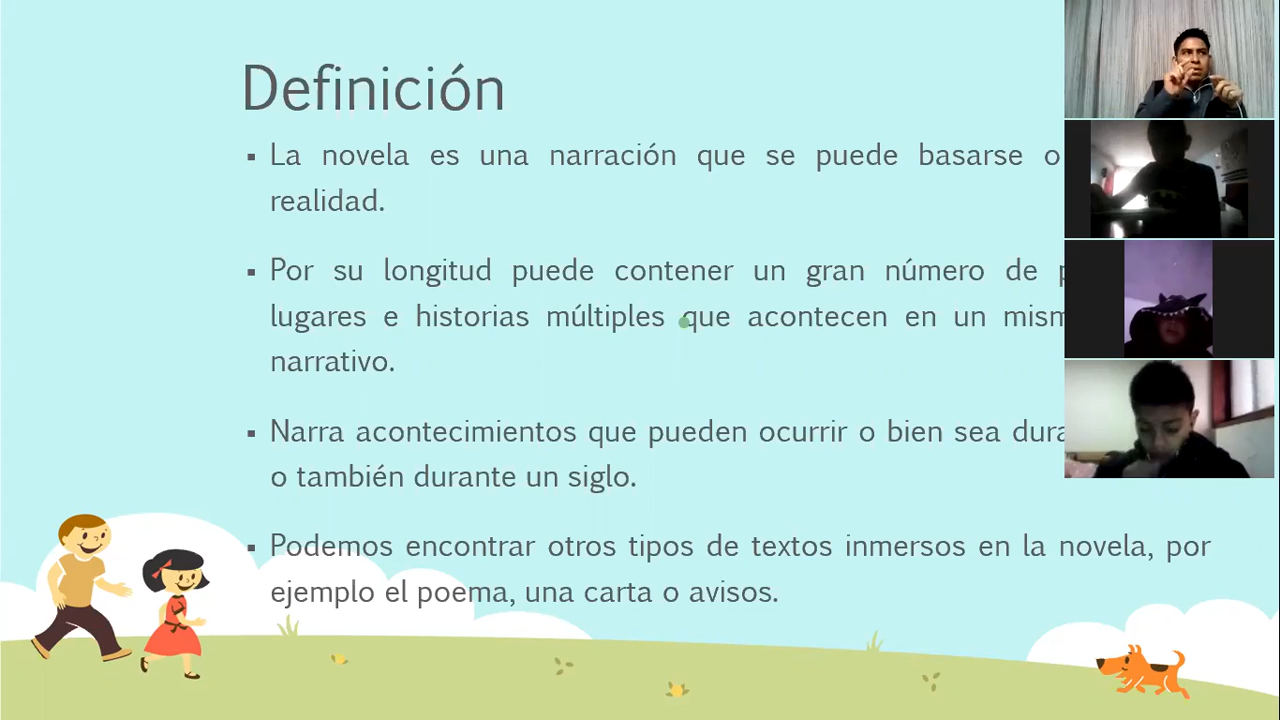 Definición
▪ La novela es una narración que se puede basarse o
realidad.
▪ Por su longitud puede contener un gran número de
lugares e historias múltiples que acontecen en un
narrativo.
▪ Narra acontecimientos que pueden ocurrir o bien sea
o también durante un siglo.
▪ Podemos encontrar otros tipos de textos inmersos en la novela, por
ejemplo el poema, una carta o avisos.